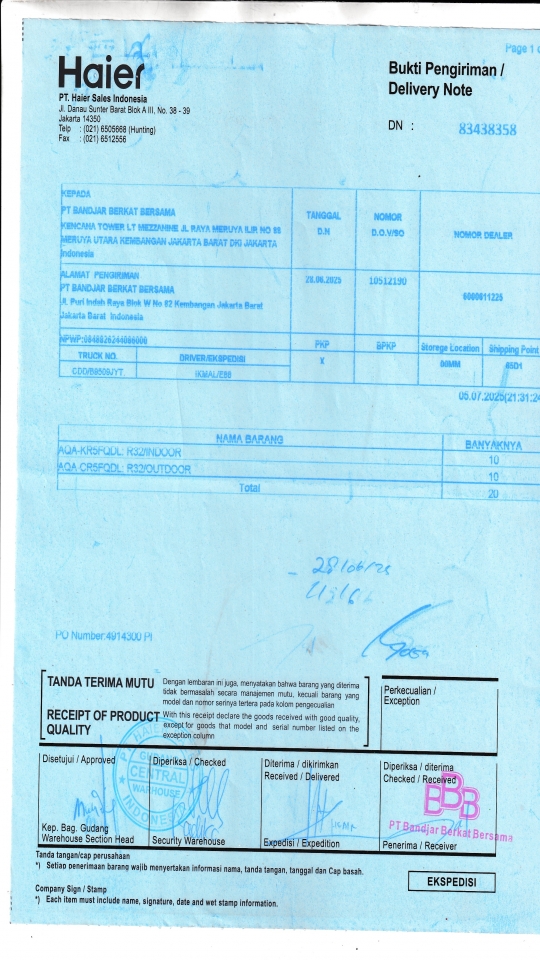 Page 1
Haier
PT. Haier Sales Indonesia
Jl. Danau Sunter Barat Blok A III, No. 38 - 39
Jakarta 14350
Telp : (021) 6505668 (Hunting)
Fax : (021) 6512556
Bukti Pengiriman /
Delivery Note
DN : 83438358
KEPADA
PT BANDJAR BERKAT BERSAMA
KENCANA TOWER LT MEZZANINE JL RAYA MERUYA ILIR NO 88
MERUYA UTARA KEMBANGAN JAKARTA BARAT DKI JAKARTA
Indonesia
TANGGAL
D.N
NOMOR
D.O./SO
NOMOR DEALER
ALAMAT PENGIRIMAN
PT BANDJAR BERKAT BERSAMA
JL Puri Indah Raya Blok W No 82 Kembangan Jakarta Barat
Jakarta Barat Indonesia
28.06.2025
10512190
6000611225
PKP
BPKP
Storege Location
Shipping Point
TRUCK NO.
DRIVER/EKSPEDISI
X
CDD/B9509JYT.
IKMAL/E88
05.07.2025(21:31:24
NAMA BARANG
BANYAKNYA
AQA-KR5FQDL: R32/INDOOR
10
AQA-CR5FQDL: R32/OUTDOOR
10
Total
20
28/06/25
PO Number:4914300 PI
TANDA TERIMA MUTU
Dengan lembaran ini juga, menyatakan bahwa barang yang diterima
tidak bermasalah secara manajemen mutu, kecuali barang yang
model dan nomor serinya tertera pada kolom pengecualian
RECEIPT OF PRODUCT
QUALITY
With this receipt declare the goods received with good quality,
except for goods that model and serial number listed on the
exception column
Perkecualian /
Exception
Disetujui / Approved
Diperiksa / Checked
Diterima / dikirimkan
Received / Delivered
Diperiksa / diterima
Checked / Received
CENTRAL
WAREHOUSE
INDONESIA
BBB
PT Bandjar Berkat Bersama
Kep. Bag. Gudang
Warehouse Section Head
Security Warehouse
Expedisi / Expedition
Penerima / Receiver
Tanda tangan/cap perusahaan
*) Setiap penerimaan barang wajib menyertakan informasi nama, tanda tangan, tanggal dan Cap basah.
EKSPEDISI
Company Sign / Stamp
*) Each item must include name, signature, date and wet stamp information.